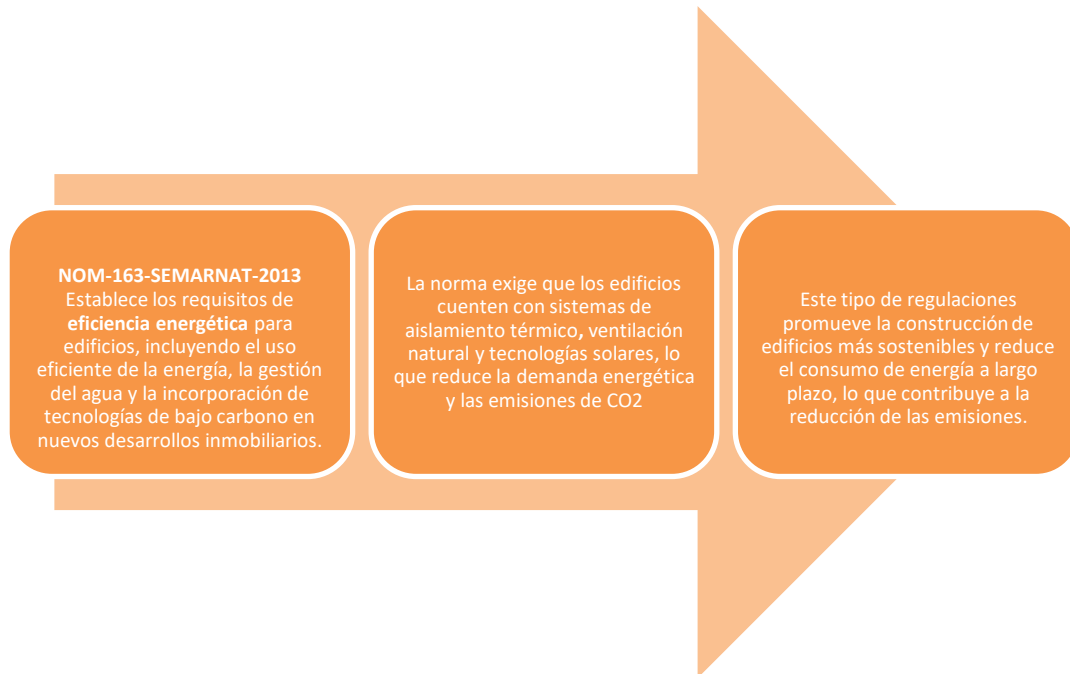 NOM-163-SEMARNAT-2013
Establece los requisitos de
eficiencia energética para
edificios, incluyendo el uso
eficiente de la energía, la gestión
del agua y la incorporación de
tecnologías de bajo carbono en
nuevos desarrollos inmobiliarios.
La norma exige que los edificios
cuenten con sistemas de
aislamiento térmico, ventilación
natural y tecnologías solares, lo
que reduce la demanda energética
y las emisiones de CO2
Este tipo de regulaciones
promueve la construcción de
edificios más sostenibles y reduce
el consumo de energía a largo
plazo, lo que contribuye a la
reducción de las emisiones.